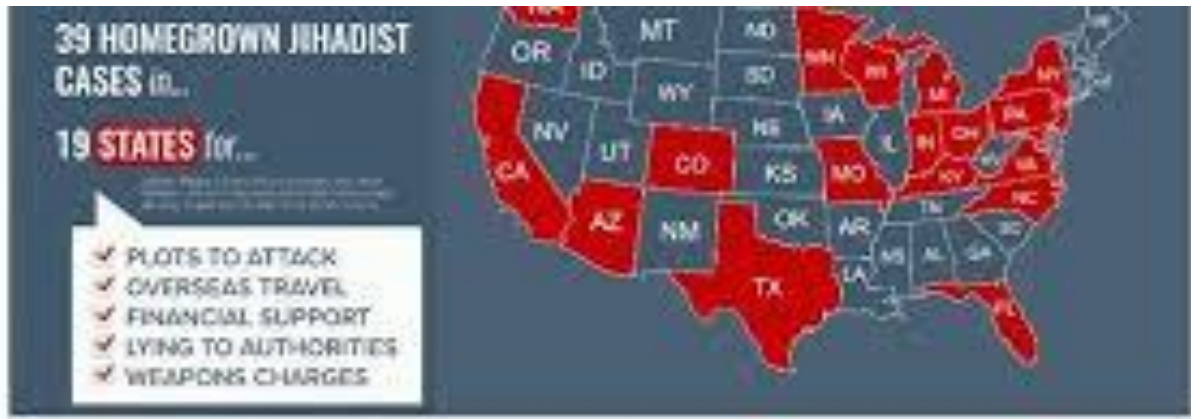 39 HOMEGROWN JIHADIST
CASES in...
19 STATES for...
PLOTS TO ATTACK
OVERSEAS TRAVEL
FINANCIAL SUPPORT
LYING TO AUTHORITIES
WEAPONS CHARGES
WA
MT
ND
OR
ID
MN
SD
WI
WY
MI
NY
IA
PA
NE
NV
UT
IL
IN
OH
CO
CA
KS
MO
WV
VA
KY
NC
TN
AZ
NM
OK
AR
SC
MS
AL
GA
LA
TX
FL